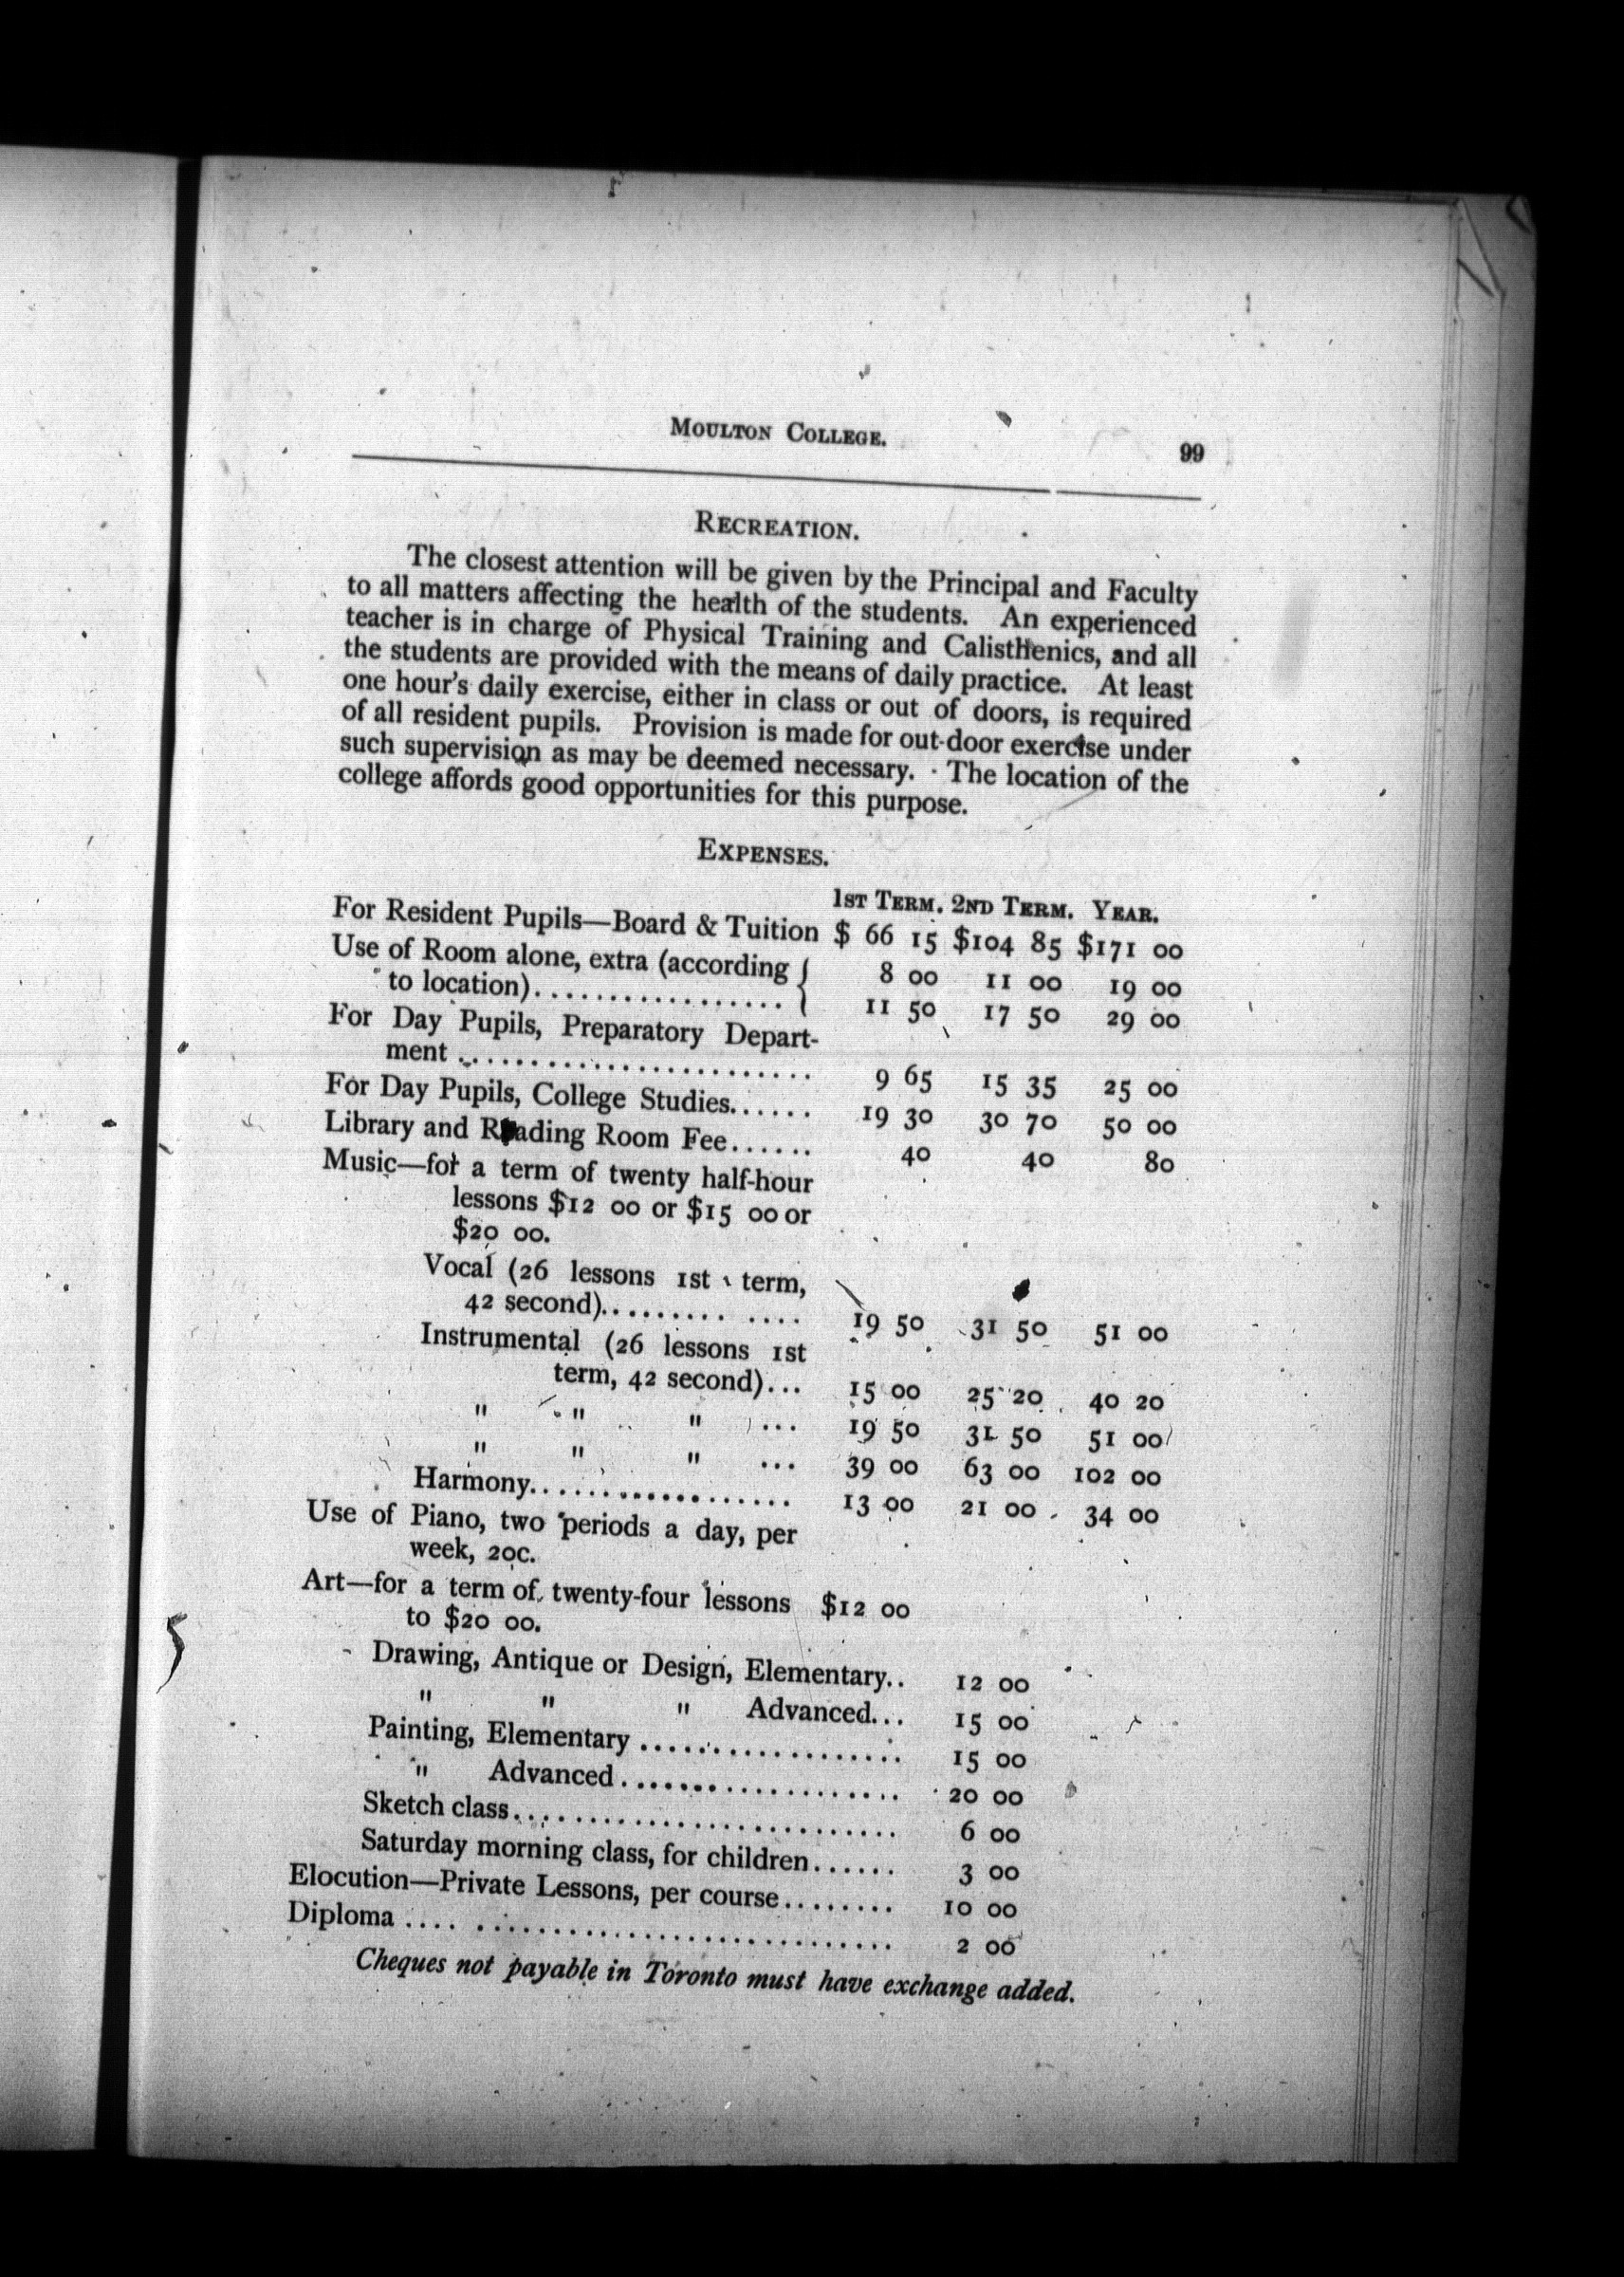 MOULTON COLLEGE. 99
RECREATION.
The closest attention will be given by the Principal and Faculty
to all matters affecting the health of the students. An experienced
teacher is in charge of Physical Training and Calisthenics, and all
the students are provided with the means of daily practice. At least
one hour's daily exercise, either in class or out of doors, is required
of all resident pupils. Provision is made for out-door exercise under
such supervision as may be deemed necessary. The location of the
college affords good opportunities for this purpose.
EXPENSES.
1ST TERM. 2ND TERM. YEAR.
For Resident Pupils—Board & Tuition $ 66 15 $104 85 $171 00
Use of Room alone, extra (according { 8 00 11 00 19 00
to location)................. 11 50 17 50 29 00
For Day Pupils, Preparatory Depart-
ment ........................ 9 65 15 35 25 00
For Day Pupils, College Studies...... 19 30 30 70 50 00
Library and Reading Room Fee...... 40 40 80
Music—for a term of twenty half-hour
lessons $12 00 or $15 00 or
$20 00.
Vocal (26 lessons 1st term,
42 second)......... .... 19 50 31 50 51 00
Instrumental (26 lessons 1st
term, 42 second)... 15 00 25 20 40 20
" " " ... 19 50 31 50 51 00
" " " ... 39 00 63 00 102 00
Harmony.................. 13 00 21 00 34 00
Use of Piano, two periods a day, per
week, 20c.
Art—for a term of twenty-four lessons $12 00
to $20 00.
Drawing, Antique or Design, Elementary.. 12 00
" " " Advanced... 15 00
Painting, Elementary .................. 15 00
" Advanced................... 20 00
Sketch class.......................... 6 00
Saturday morning class, for children...... 3 00
Elocution—Private Lessons, per course........ 10 00
Diploma .... ............................ 2 00
Cheques not payable in Toronto must have exchange added.